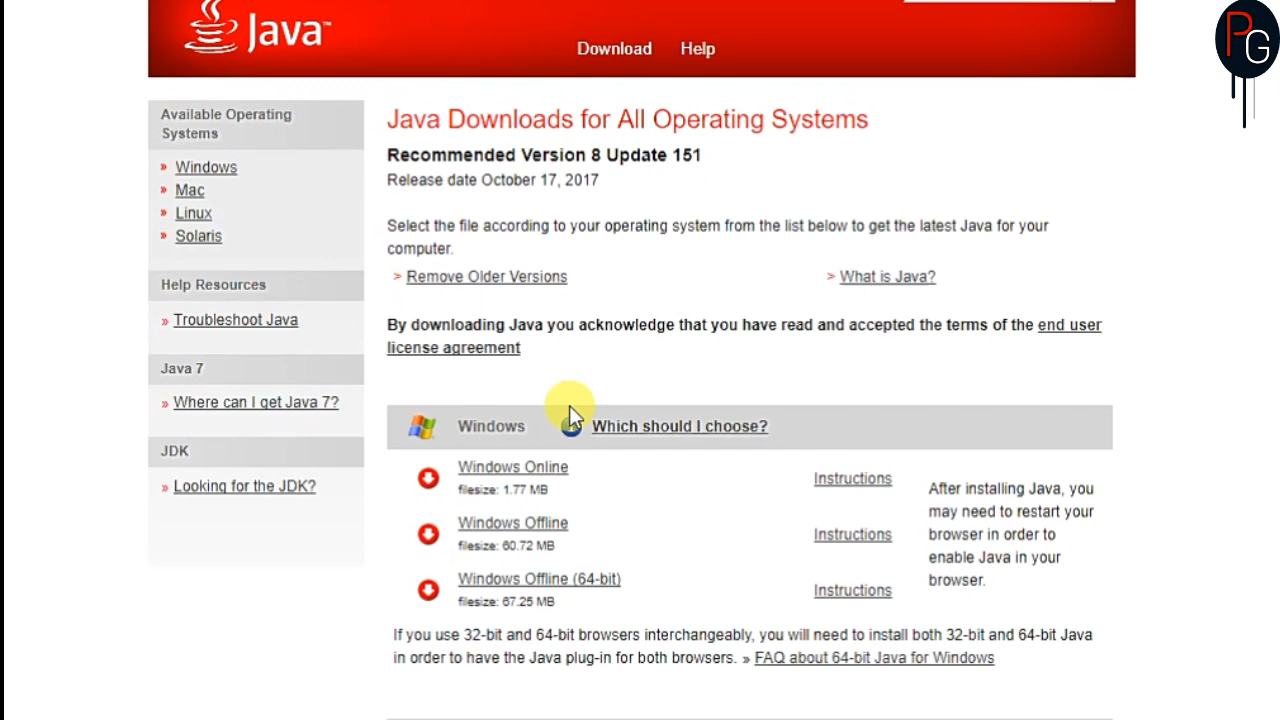 Java™
Download Help
PG
Available Operating
Systems
» Windows
» Mac
» Linux
» Solaris
Help Resources
» Troubleshoot Java
Java 7
» Where can I get Java 7?
JDK
» Looking for the JDK?
Java Downloads for All Operating Systems
Recommended Version 8 Update 151
Release date October 17, 2017
Select the file according to your operating system from the list below to get the latest Java for your
computer.
> Remove Older Versions > What is Java?
By downloading Java you acknowledge that you have read and accepted the terms of the end user
license agreement
Windows Which should I choose?
Windows Online
filesize: 1.77 MB
Instructions
Windows Offline
filesize: 60.72 MB
Instructions
Windows Offline (64-bit)
filesize: 67.25 MB
Instructions
After installing Java, you
may need to restart your
browser in order to
enable Java in your
browser.
If you use 32-bit and 64-bit browsers interchangeably, you will need to install both 32-bit and 64-bit Java
in order to have the Java plug-in for both browsers. » FAQ about 64-bit Java for Windows